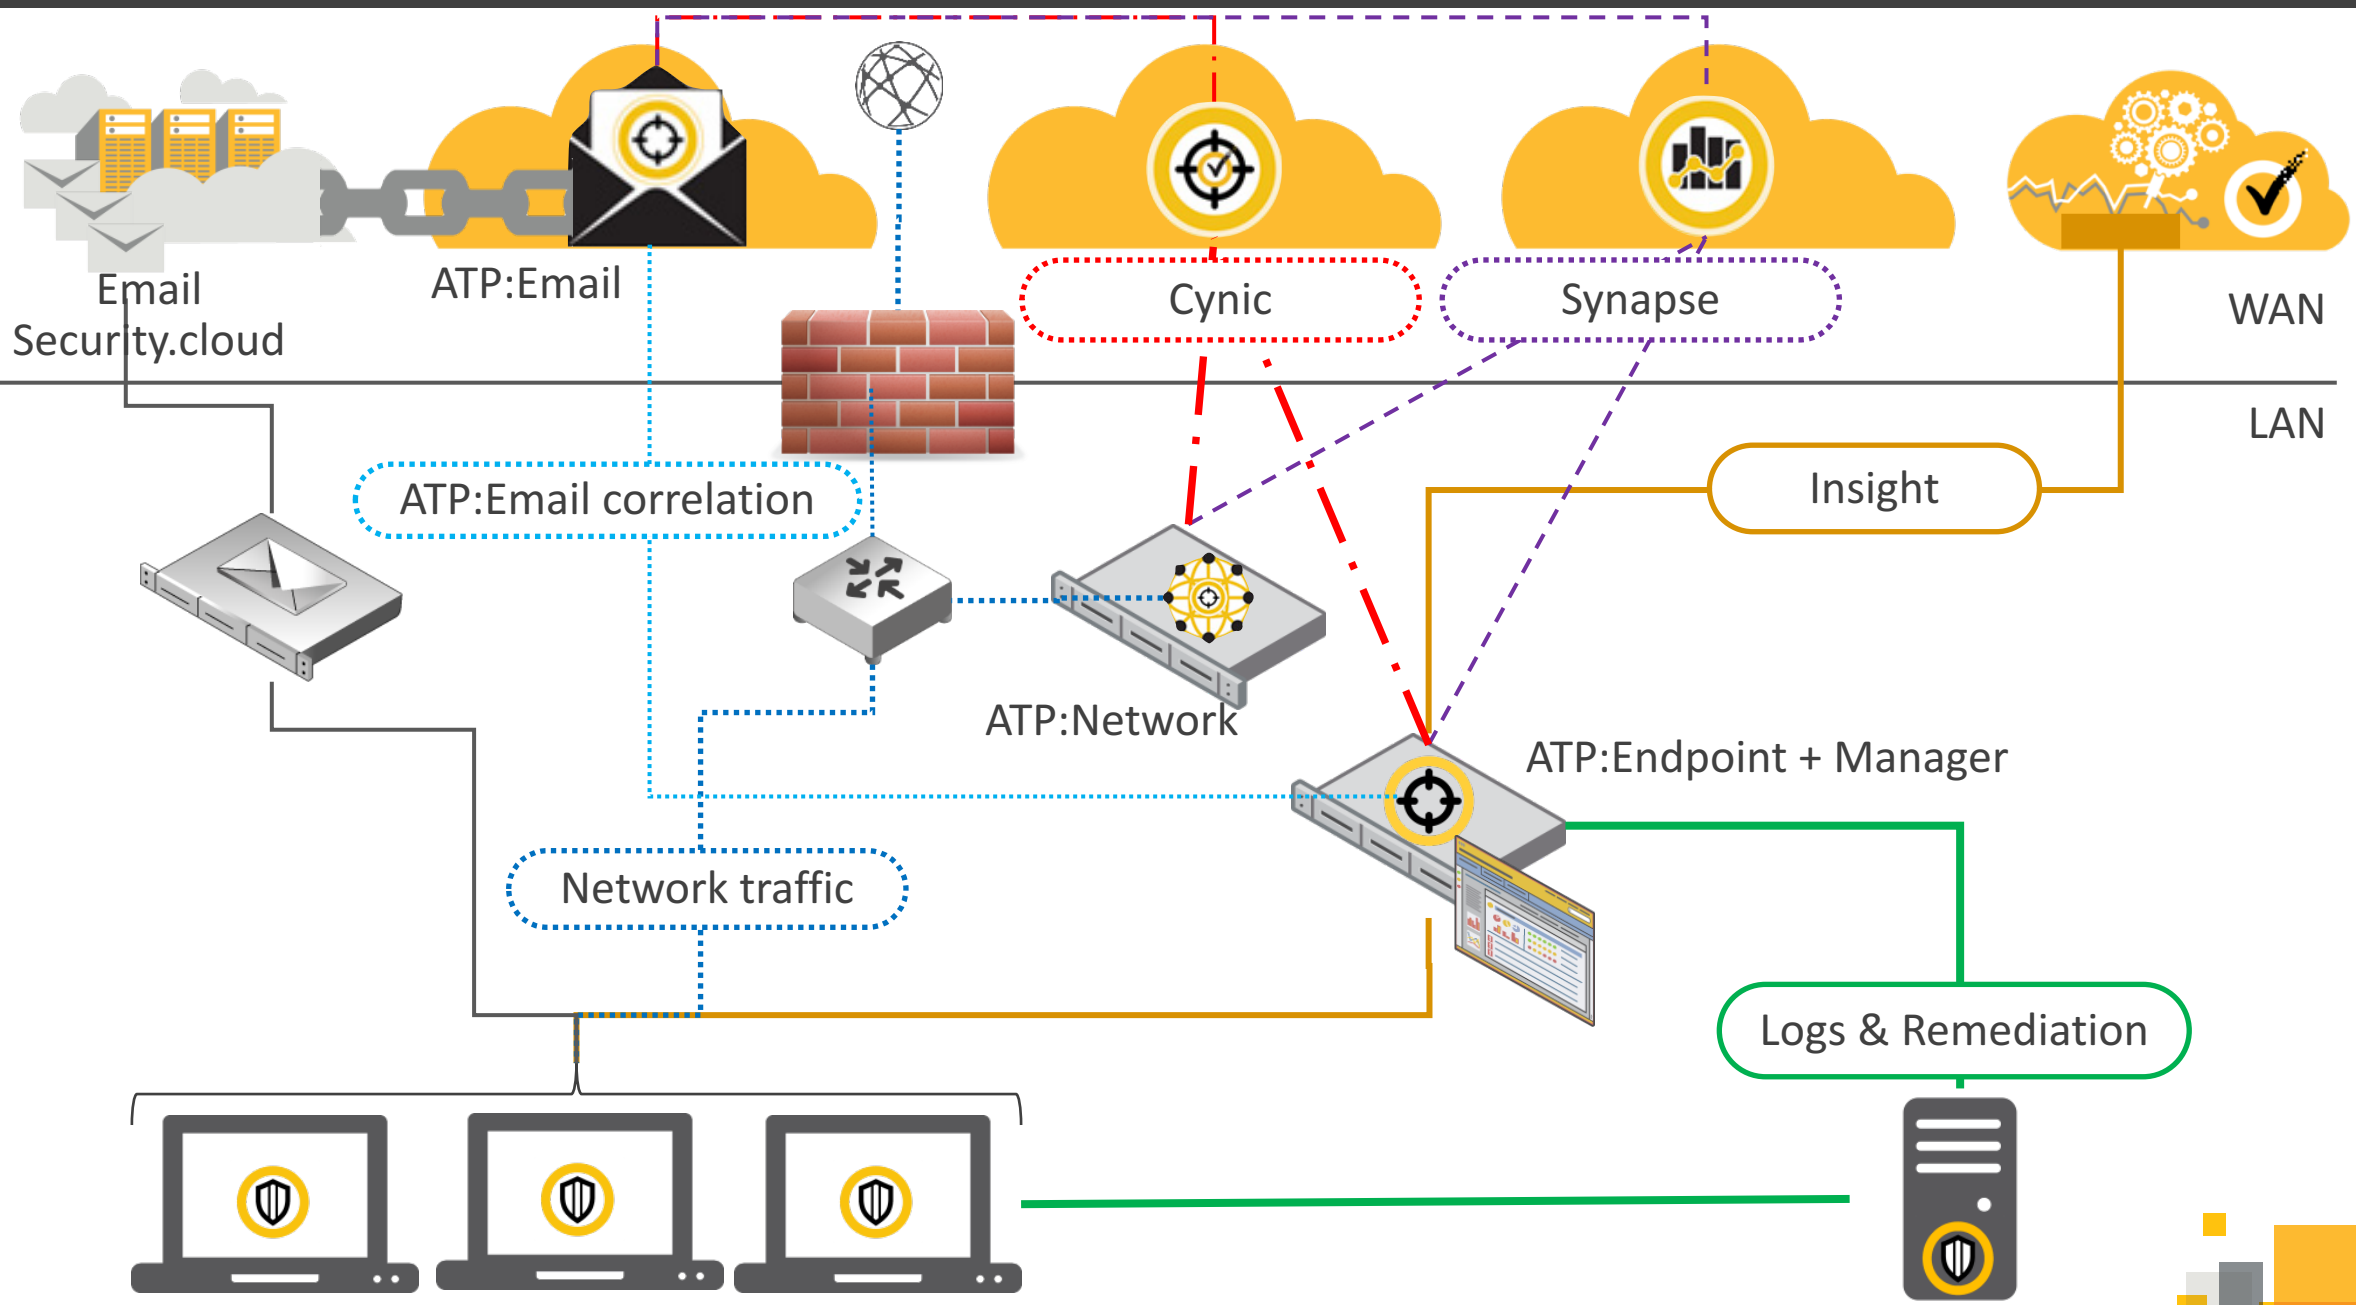 Email
Security.cloud
ATP:Email
Cynic
Synapse
WAN
LAN
ATP:Email correlation
Insight
ATP:Network
ATP:Endpoint + Manager
Network traffic
Logs & Remediation